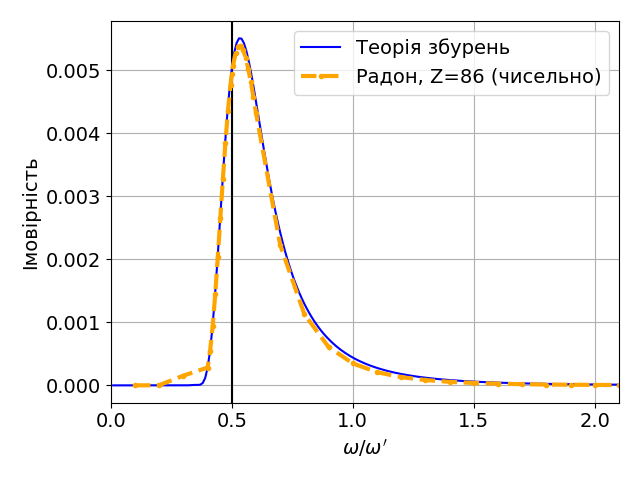 Теорія збурень
Радон, Z=86 (чисельно)
Імовірність
0.005
0.004
0.003
0.002
0.001
0.000
0.0 0.5 1.0 1.5 2.0
ω/ω′